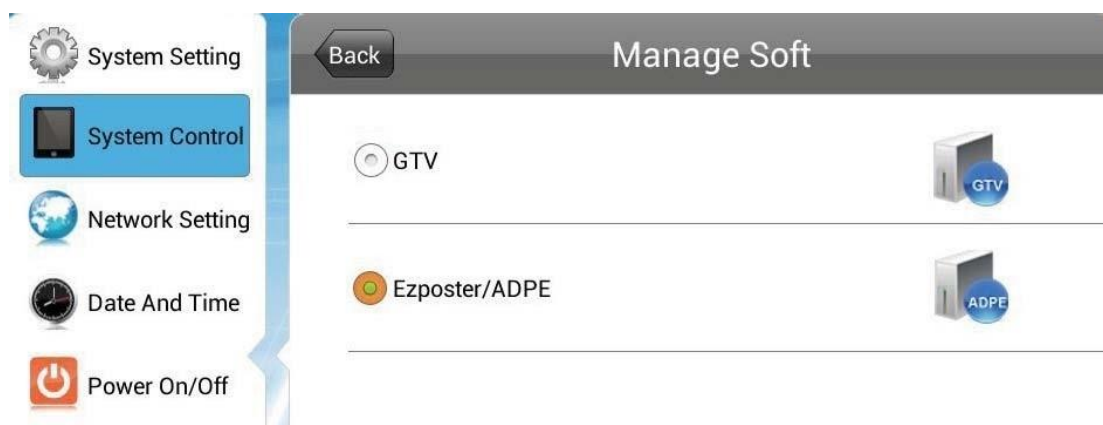 System Setting
System Control
Network Setting
Date And Time
Power On/Off
Back
Manage Soft
GTV
GTV
Ezposter/ADPE
ADPE